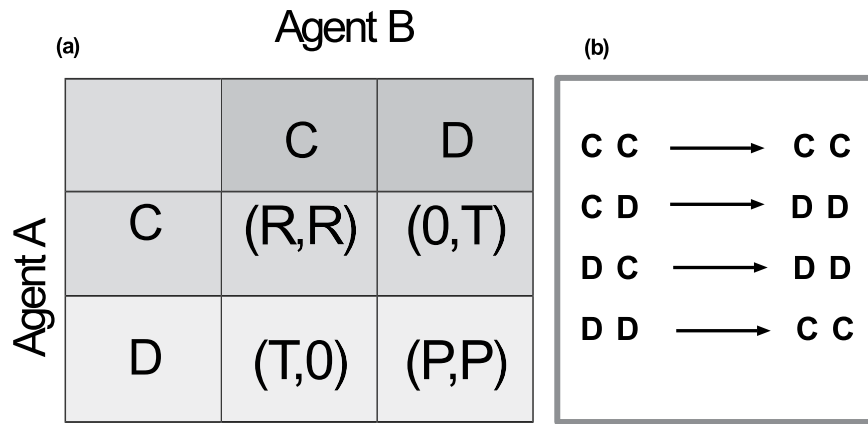 (a)
Agent B
C D
Agent A
C (R,R) (0,T)
D (T,0) (P,P)
(b)
C C C C
C D D D
D C D D
D D C C